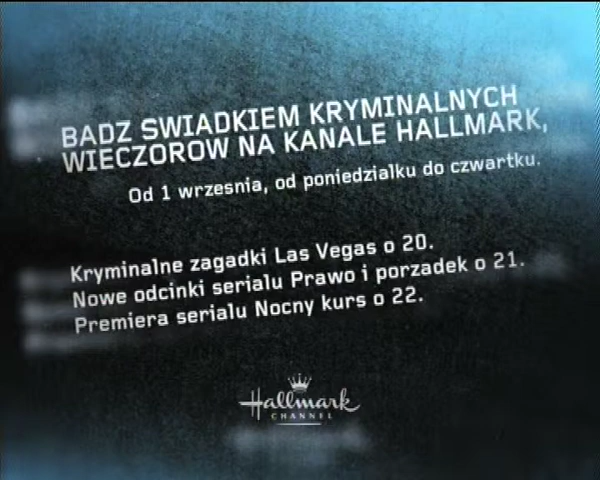 BADZ SWIADKIEM KRYMINALNYCH
WIECZOROW NA KANALE HALLMARK,
Od 1 wrzesnia, od poniedzialku do czwartku.
Kryminalne zagadki Las Vegas o 20.
Nowe odcinki serialu Prawo i porzadek o 21.
Premiera serialu Nocny kurs o 22.
Hallmark
CHANNEL